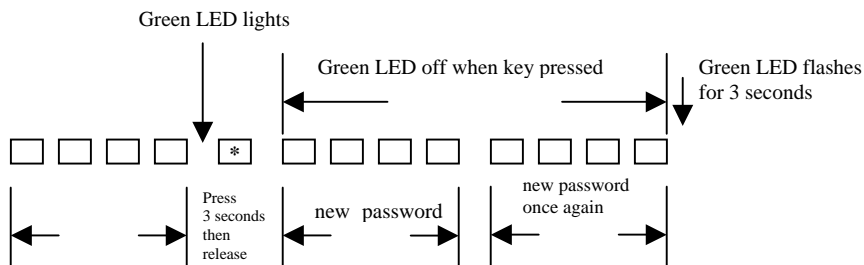 Green LED lights
Green LED off when key pressed
Green LED flashes
for 3 seconds
*
Press
3 seconds
then
release
new password
new password
once again